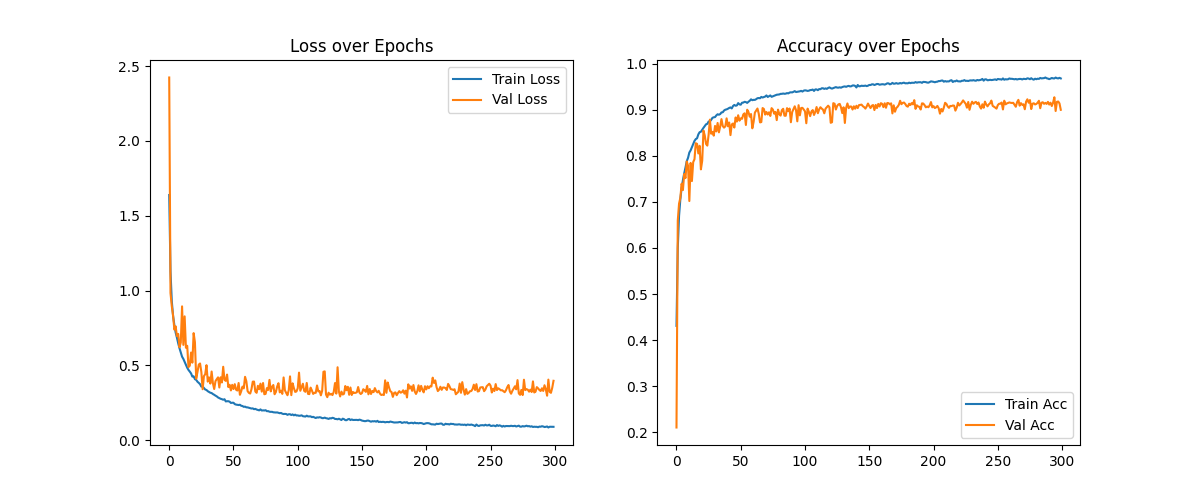 Loss over Epochs
2.5
2.0
1.5
1.0
0.5
0.0
0 50 100 150 200 250 300
Train Loss
Val Loss
Accuracy over Epochs
1.0
0.9
0.8
0.7
0.6
0.5
0.4
0.3
0.2
0 50 100 150 200 250 300
Train Acc
Val Acc